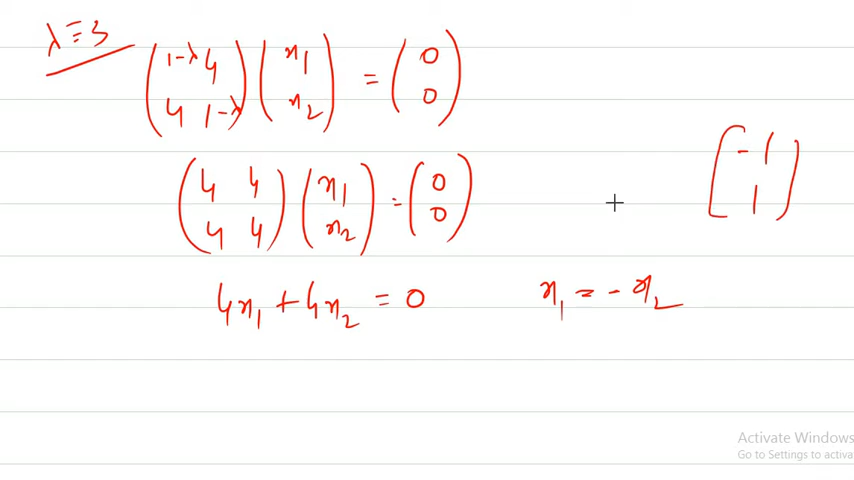 λ = 3
(1-λ 4; 4 1-λ) (x1; x2) = (0; 0)
(4 4; 4 4) (x1; x2) = (0; 0)
[-1; 1]
4x1 + 4x2 = 0    x1 = -x2
Activate Windows
Go to Settings to activa